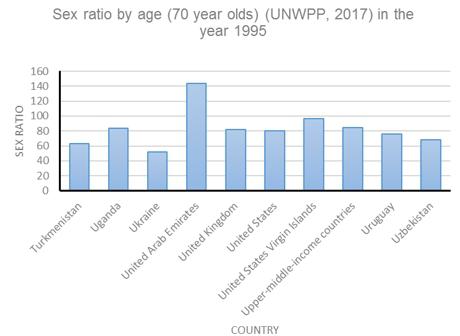 Sex ratio by age (70 year olds) (UNWPP, 2017) in the
year 1995
160
140
120
100
80
60
40
20
0
SEX RATIO
Turkmenistan
Uganda
Ukraine
United Arab Emirates
United Kingdom
United States
United States Virgin Islands
Upper-middle-income countries
Uruguay
Uzbekistan
COUNTRY